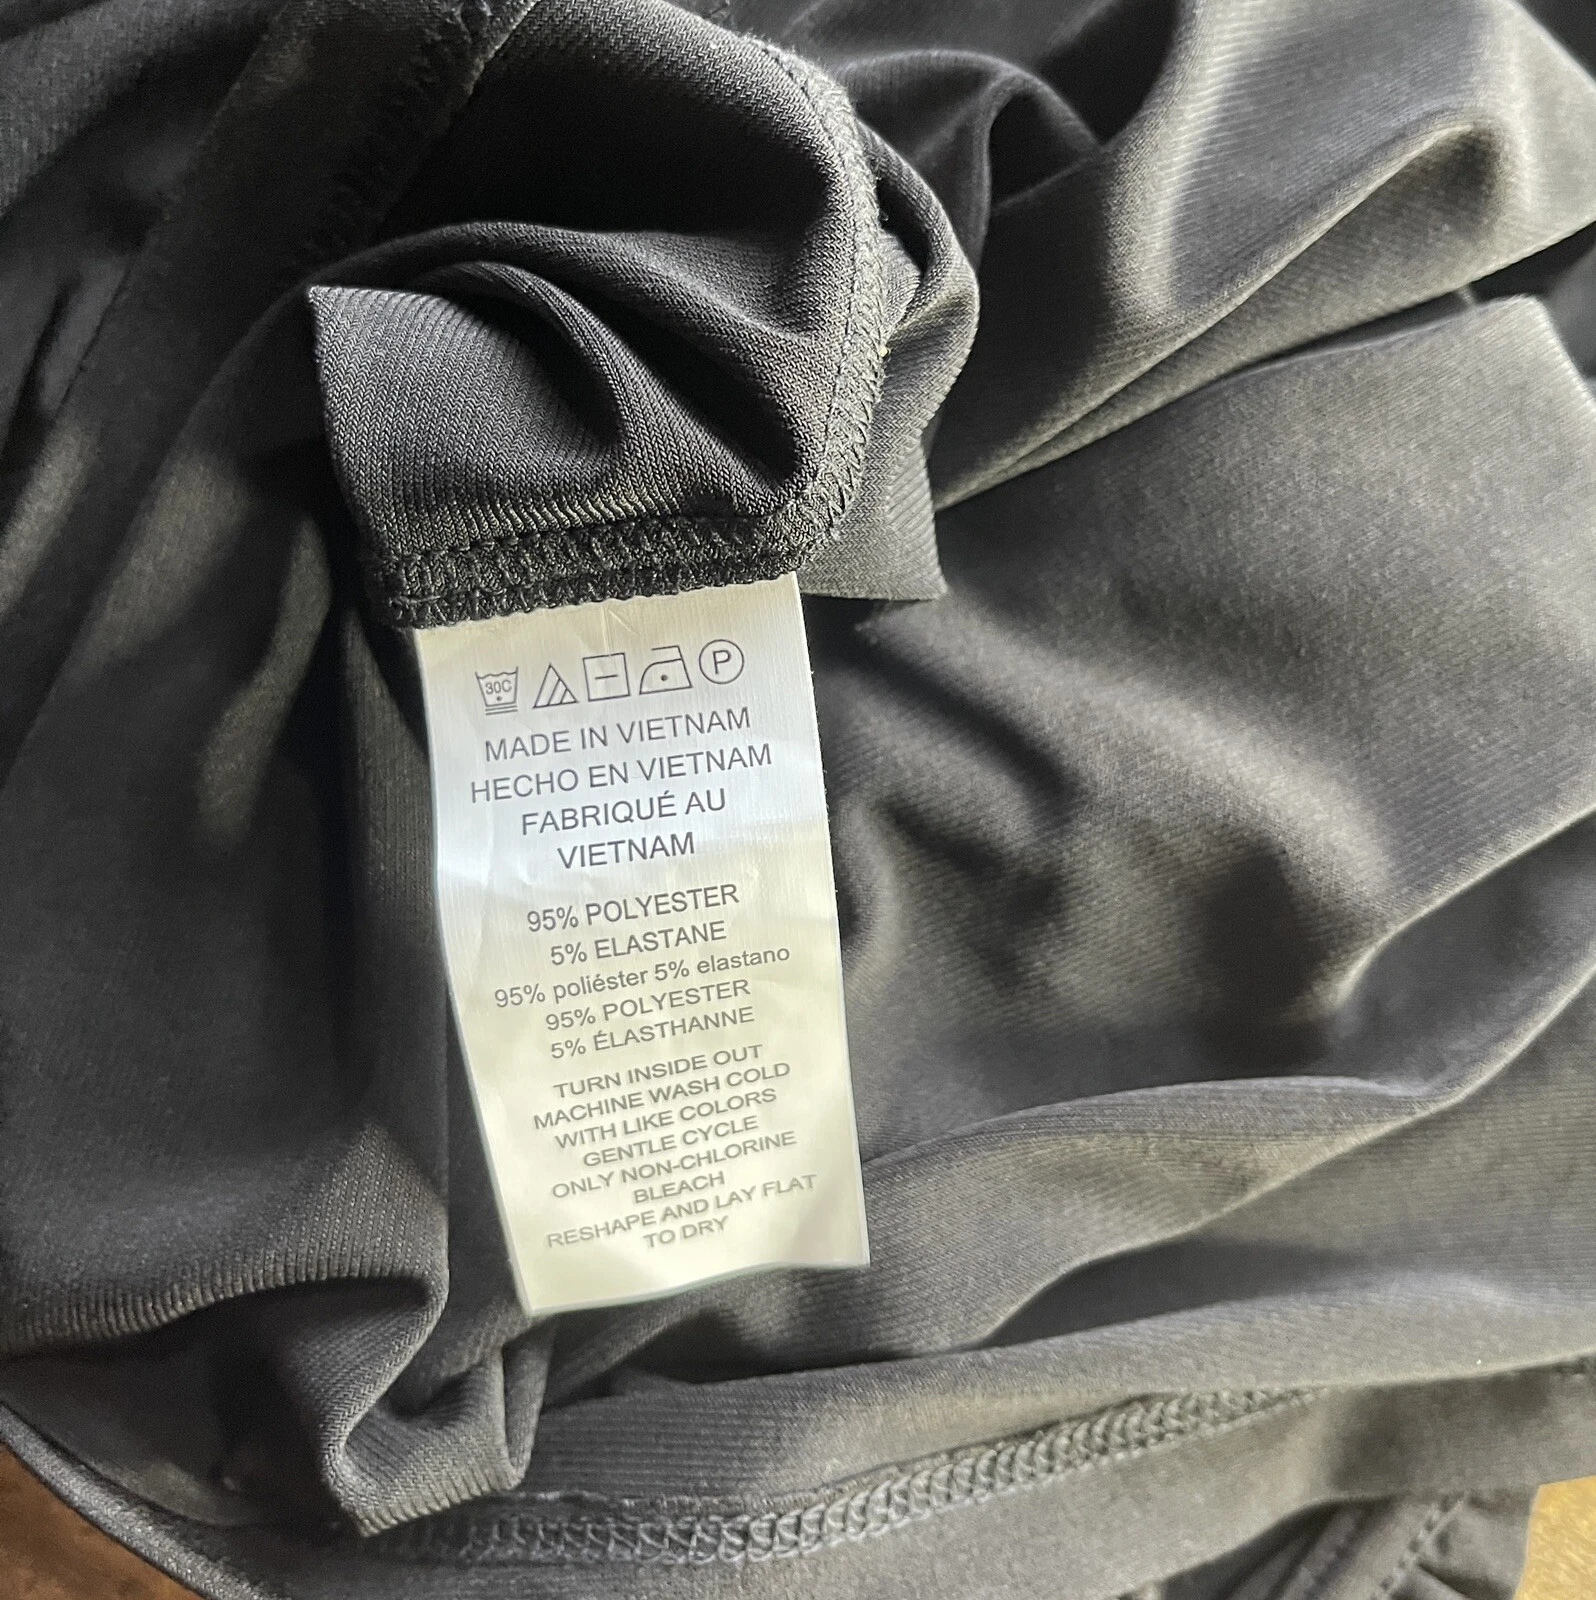 30C P
MADE IN VIETNAM
HECHO EN VIETNAM
FABRIQUÉ AU
VIETNAM
95% POLYESTER
5% ELASTANE
95% poliéster 5% elastano
95% POLYESTER
5% ÉLASTHANNE
TURN INSIDE OUT
MACHINE WASH COLD
WITH LIKE COLORS
GENTLE CYCLE
ONLY NON-CHLORINE
BLEACH
RESHAPE AND LAY FLAT
TO DRY